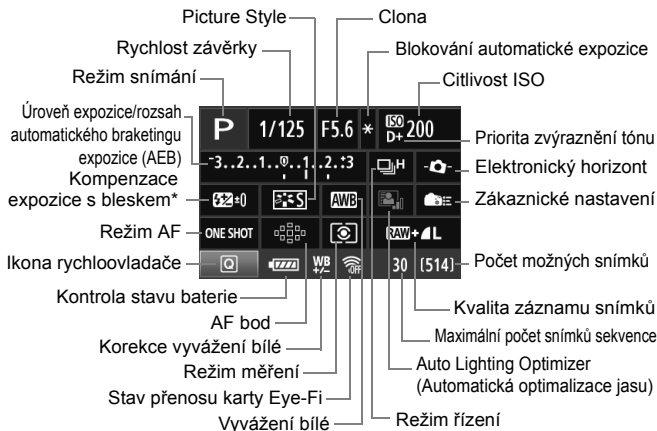 Picture Style
Clona
Rychlost závěrky
Blokování automatické expozice
Režim snímání
Citlivost ISO
Úroveň expozice/rozsah
automatického braketingu
expozice (AEB)
P 1/125 F5.6 * ISO D+ 200
Priorita zvýraznění tónu
-3..2..1..0..1..2..+3 H
Elektronický horizont
Kompenzace
expozice s bleskem*
±0 S AWB
Zákaznické nastavení
Režim AF
ONE SHOT RAW+ L
Ikona rychloovladače
Q WB +/- OFF 30 [514]
Počet možných snímků
Kontrola stavu baterie
Kvalita záznamu snímků
AF bod
Maximální počet snímků sekvence
Korekce vyvážení bílé
Auto Lighting Optimizer
(Automatická optimalizace jasu)
Režim měření
Stav přenosu karty Eye-Fi
Režim řízení
Vyvážení bílé